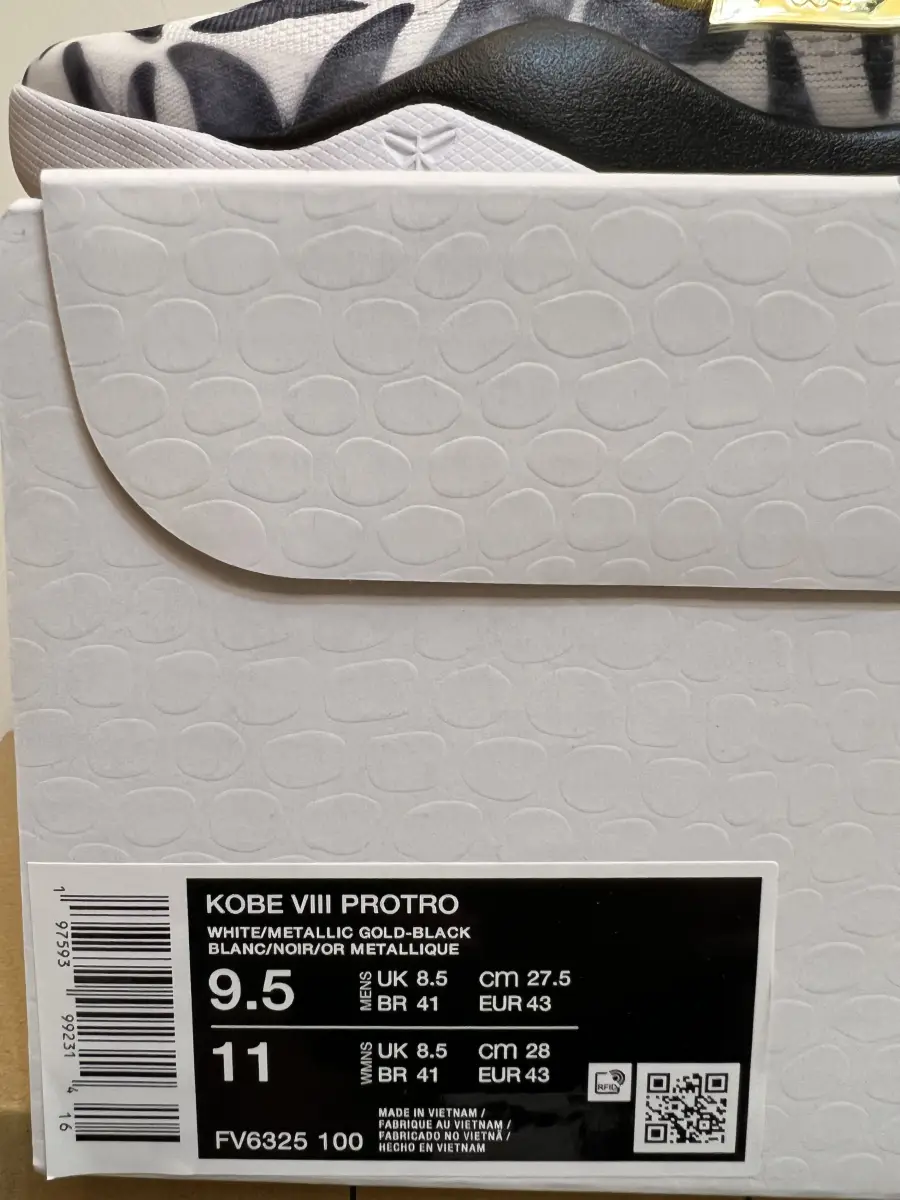 KOBE VIII PROTRO
WHITE/METALLIC GOLD-BLACK
BLANC/NOIR/OR METALLIQUE
9.5 MENS UK 8.5 cm 27.5
BR 41 EUR 43
11 WMNS UK 8.5 cm 28
BR 41 EUR 43
RFID
FV6325 100
MADE IN VIETNAM /
FABRIQUE AU VIETNAM /
FABRICADO NO VIETNÃ /
HECHO EN VIETNAM
1 97593 99231 4 16